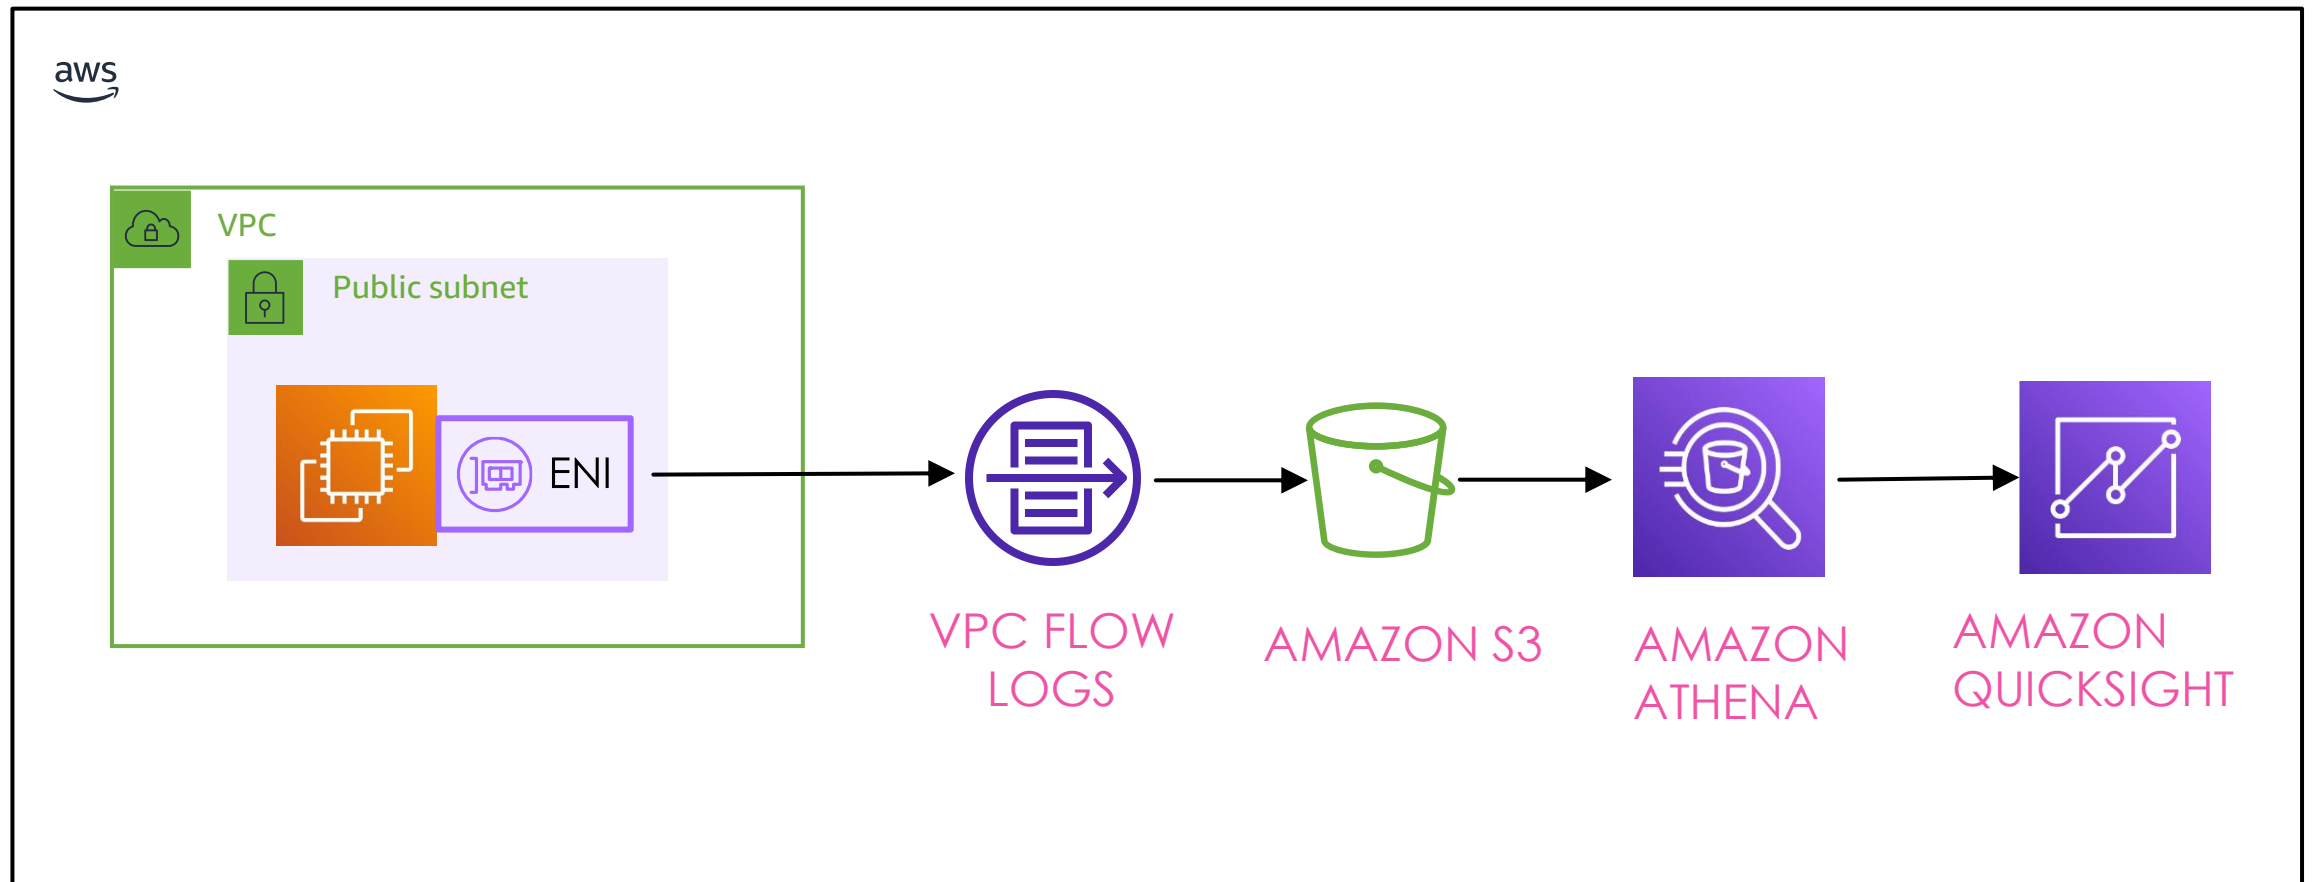 aws
VPC
Public subnet
ENI
VPC FLOW
LOGS
AMAZON S3
AMAZON
ATHENA
AMAZON
QUICKSIGHT